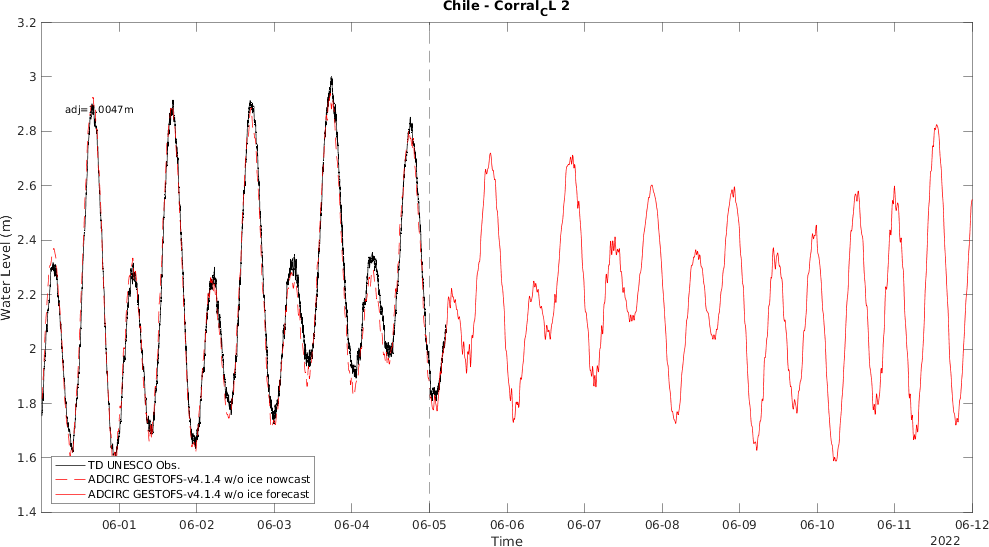 Chile - Corral_CL 2
3.2
3
2.8
2.6
2.4
2.2
2
1.8
1.6
1.4
Water Level (m)
adj=1.0047m
TD UNESCO Obs.
ADCIRC GESTOFS-v4.1.4 w/o ice nowcast
ADCIRC GESTOFS-v4.1.4 w/o ice forecast
06-01 06-02 06-03 06-04 06-05 06-06 06-07 06-08 06-09 06-10 06-11 06-12
Time
2022